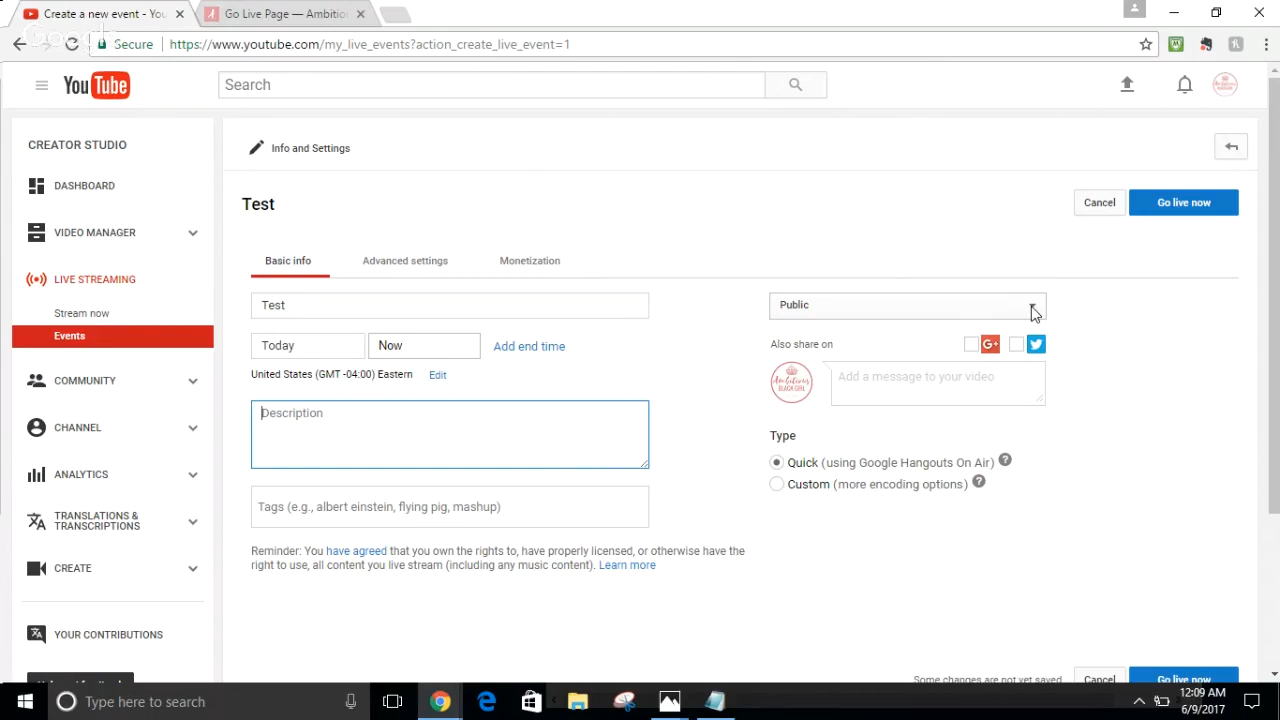 Create a new event - You
Go Live Page — Ambition
Google
Secure
https://www.youtube.com/my_live_events?action_create_live_event=1
YouTube
Search
CREATOR STUDIO
Info and Settings
DASHBOARD
Test
Cancel
Go live now
VIDEO MANAGER
Basic info
Advanced settings
Monetization
LIVE STREAMING
Test
Public
Stream now
Events
Today
Now
Add end time
Also share on
G+
United States (GMT -04:00) Eastern
Edit
Ambitious
BLACK GIRL
Add a message to your video
COMMUNITY
Description
CHANNEL
Type
Quick (using Google Hangouts On Air) ?
ANALYTICS
Custom (more encoding options) ?
Tags (e.g., albert einstein, flying pig, mashup)
TRANSLATIONS &
TRANSCRIPTIONS
Reminder: You have agreed that you own the rights to, have properly licensed, or otherwise have the
right to use, all content you live stream (including any music content). Learn more
CREATE
YOUR CONTRIBUTIONS
Some changes are not yet saved.
Cancel
Go live now
Type here to search
12:09 AM
6/9/2017